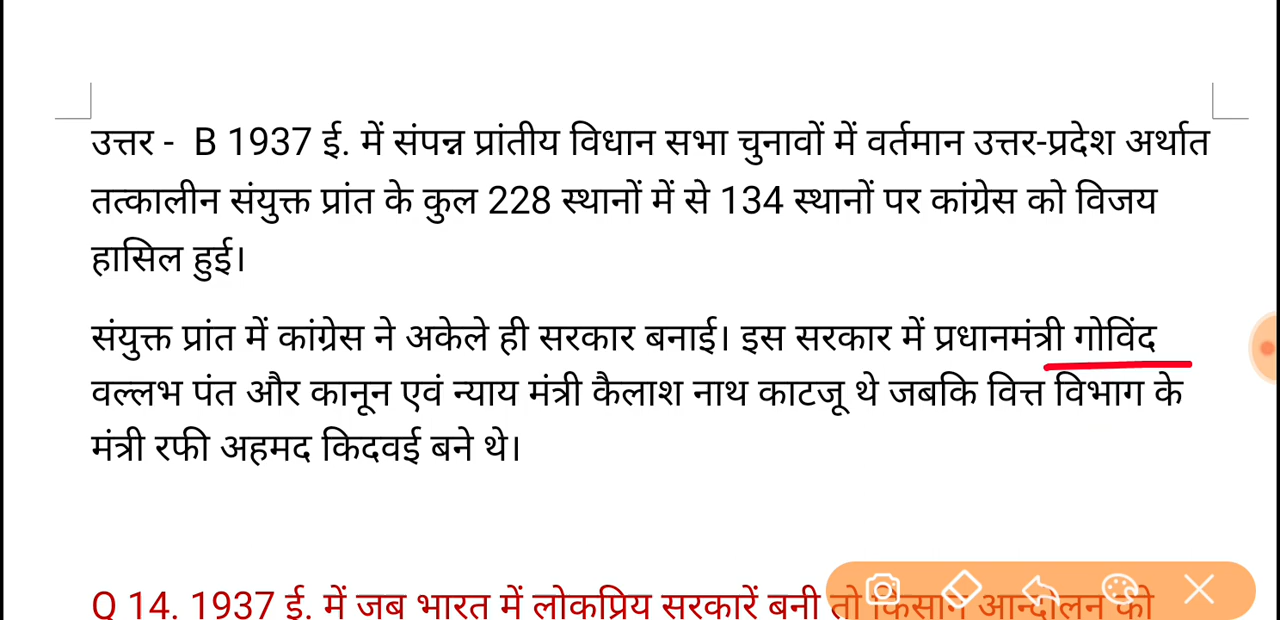 उत्तर - B 1937 ई. में संपन्न प्रांतीय विधान सभा चुनावों में वर्तमान उत्तर-प्रदेश अर्थात
तत्कालीन संयुक्त प्रांत के कुल 228 स्थानों में से 134 स्थानों पर कांग्रेस को विजय
हासिल हुई।
संयुक्त प्रांत में कांग्रेस ने अकेले ही सरकार बनाई। इस सरकार में प्रधानमंत्री गोविंद
वल्लभ पंत और कानून एवं न्याय मंत्री कैलाश नाथ काटजू थे जबकि वित्त विभाग के
मंत्री रफी अहमद किदवई बने थे।
Q 14. 1937 ई. में जब भारत में लोकप्रिय सरकारें बनी तो किसान आन्दोलन को